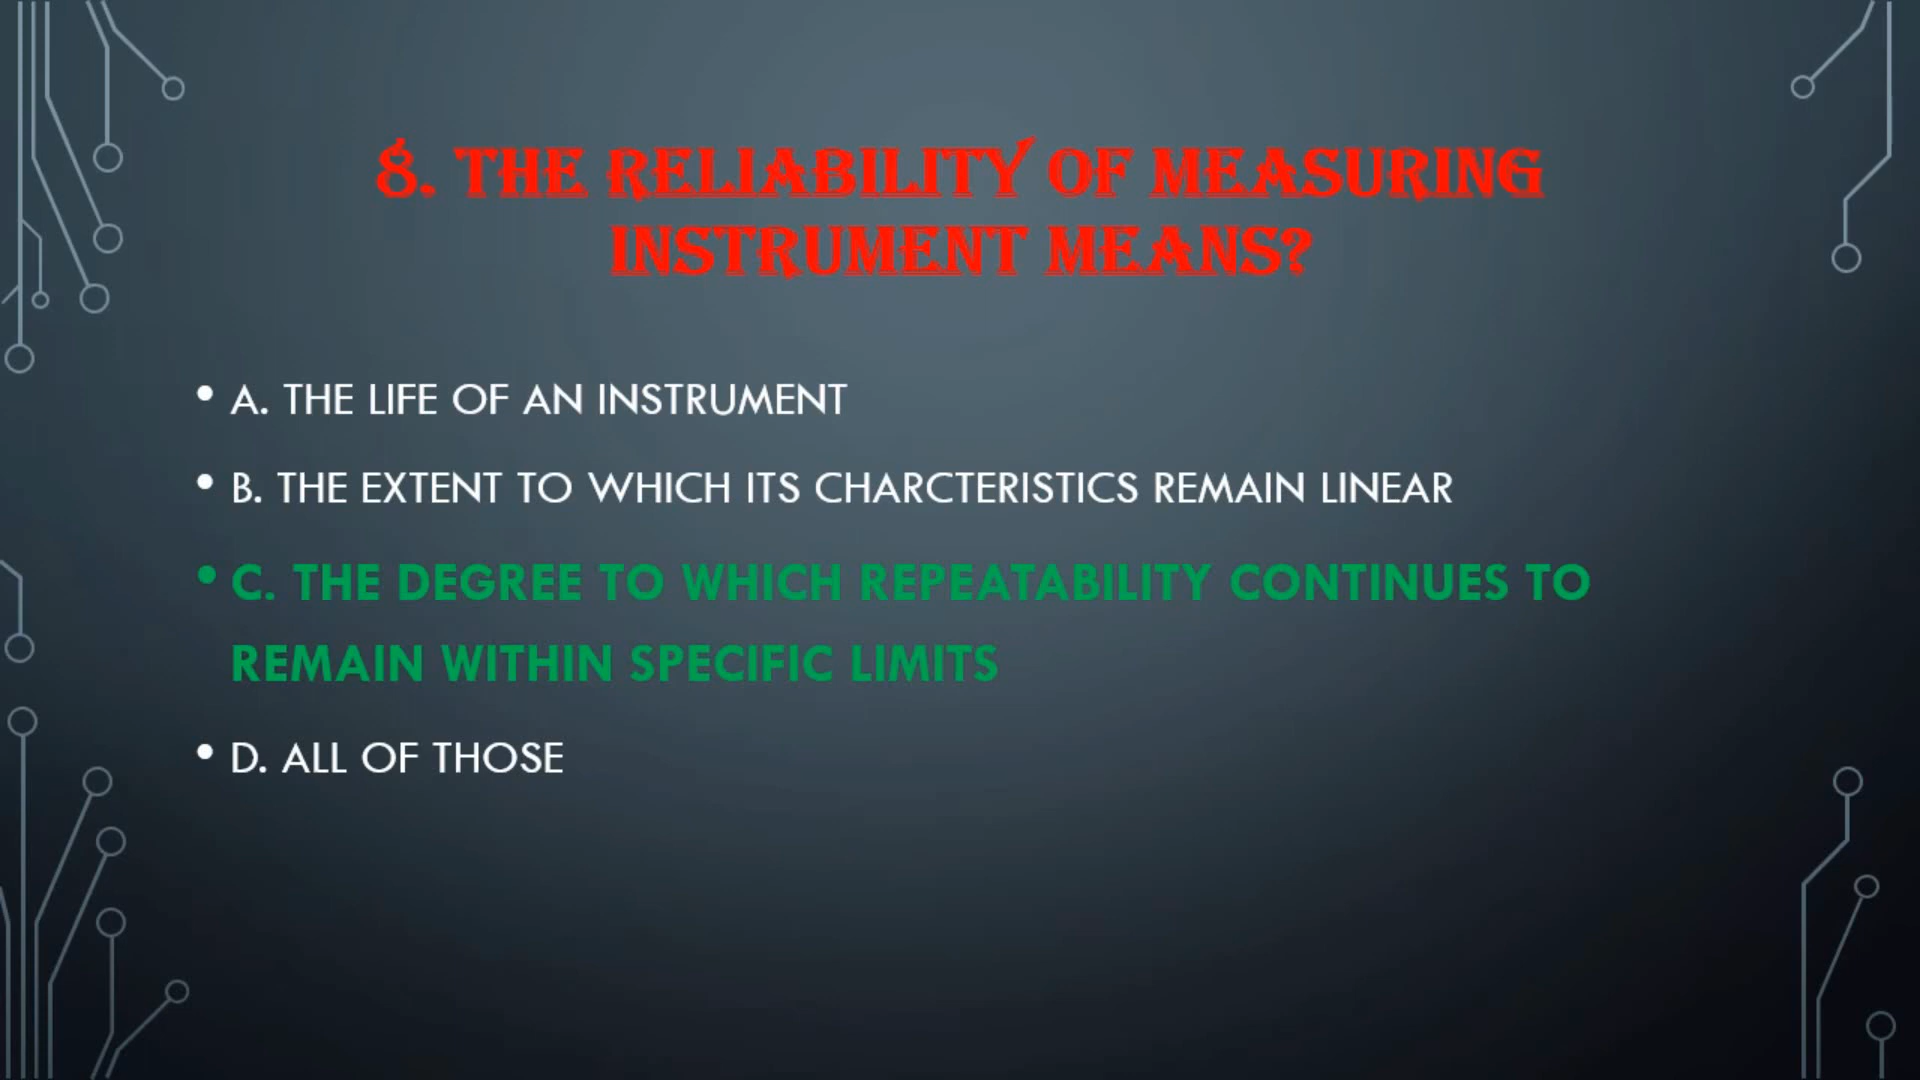 8. THE RELIABILITY OF MEASURING
INSTRUMENT MEANS?
• A. THE LIFE OF AN INSTRUMENT
• B. THE EXTENT TO WHICH ITS CHARCTERISTICS REMAIN LINEAR
• C. THE DEGREE TO WHICH REPEATABILITY CONTINUES TO
REMAIN WITHIN SPECIFIC LIMITS
• D. ALL OF THOSE